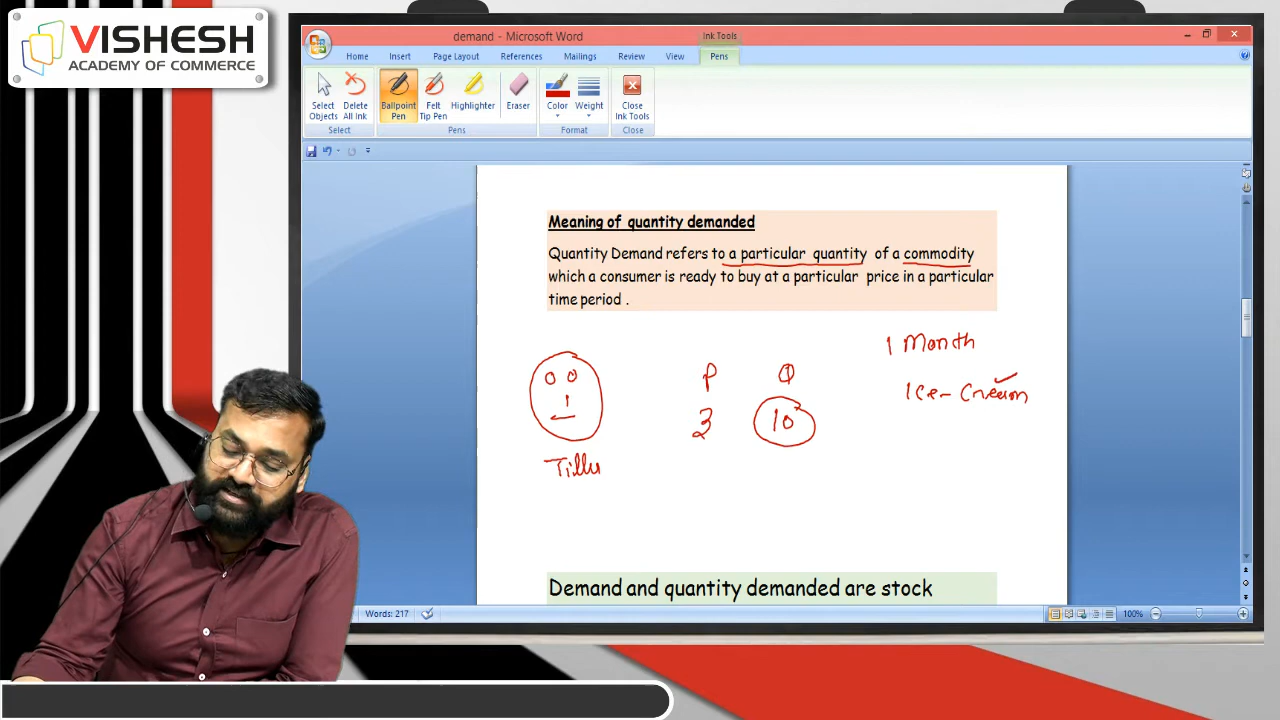 VISHESH
ACADEMY OF COMMERCE
demand - Microsoft Word
Ink Tools
Home Insert Page Layout References Mailings Review View Pens
Select Objects
Delete All Ink
Ballpoint Pen
Felt Tip Pen
Highlighter
Eraser
Color
Weight
Close Ink Tools
Select Pens Format Close
Meaning of quantity demanded
Quantity Demand refers to a particular quantity of a commodity
which a consumer is ready to buy at a particular price in a particular
time period .
1 Month
P Q
Ice-Cream
3 10
Tillu
Demand and quantity demanded are stock
Words: 217
100%